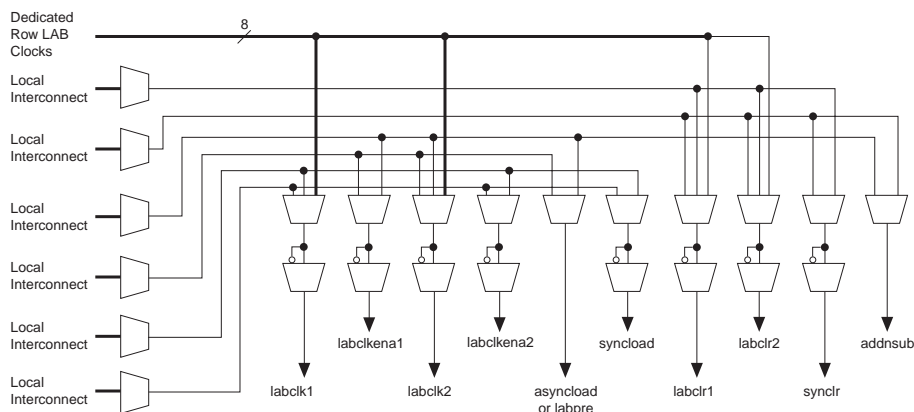 Dedicated
Row LAB
Clocks
8
Local
Interconnect
Local
Interconnect
Local
Interconnect
Local
Interconnect
Local
Interconnect
Local
Interconnect
labclkena1
labclkena2
syncload
labclr2
addnsub
labclk1
labclk2
asyncload
or labpre
labclr1
synclr